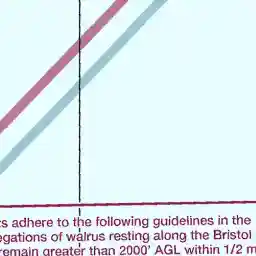 adhere to the following guidelines in the
of walrus resting along the Bristol
remain greater than 2000' AGL within 1/2